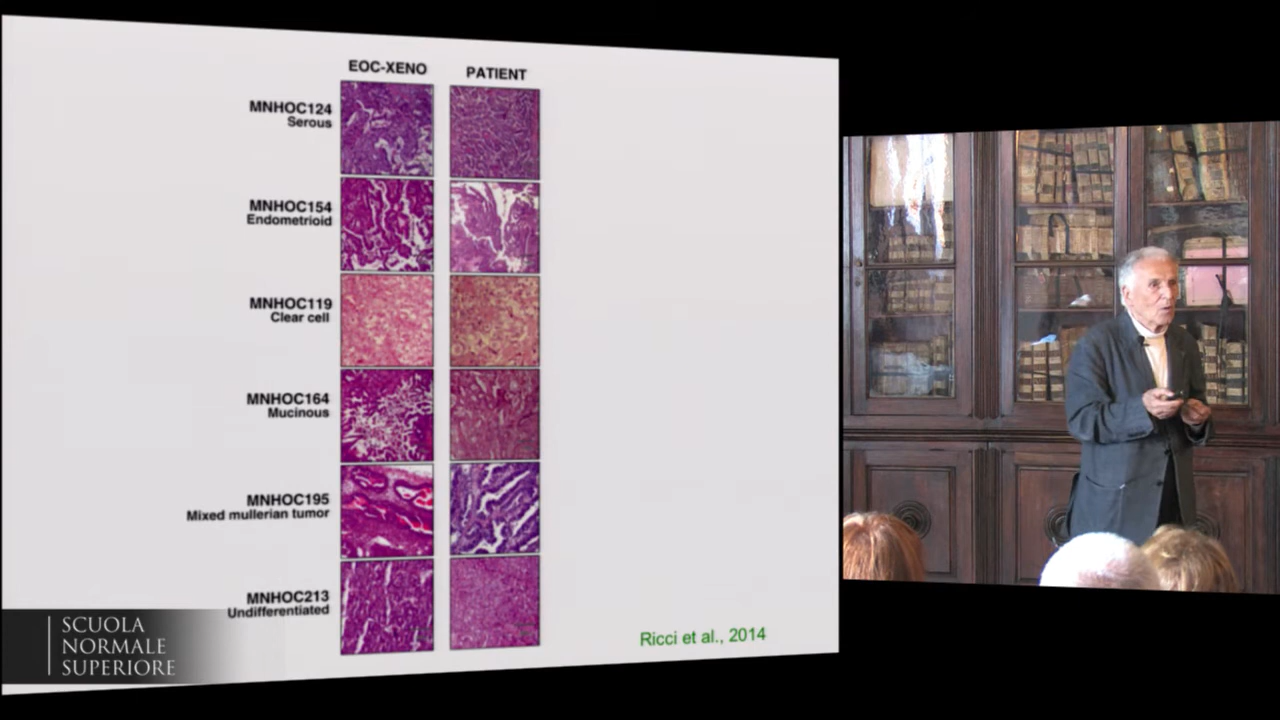 EOC-XENO PATIENT
MNHOC124
Serous
MNHOC154
Endometrioid
MNHOC119
Clear cell
MNHOC164
Mucinous
MNHOC195
Mixed mullerian tumor
MNHOC213
Undifferentiated
Ricci et al., 2014
SCUOLA
NORMALE
SUPERIORE